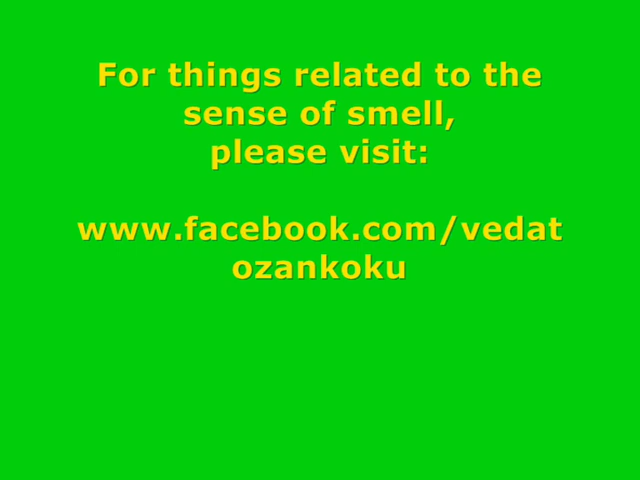 For things related to the
sense of smell,
please visit:
www.facebook.com/vedat
ozankoku